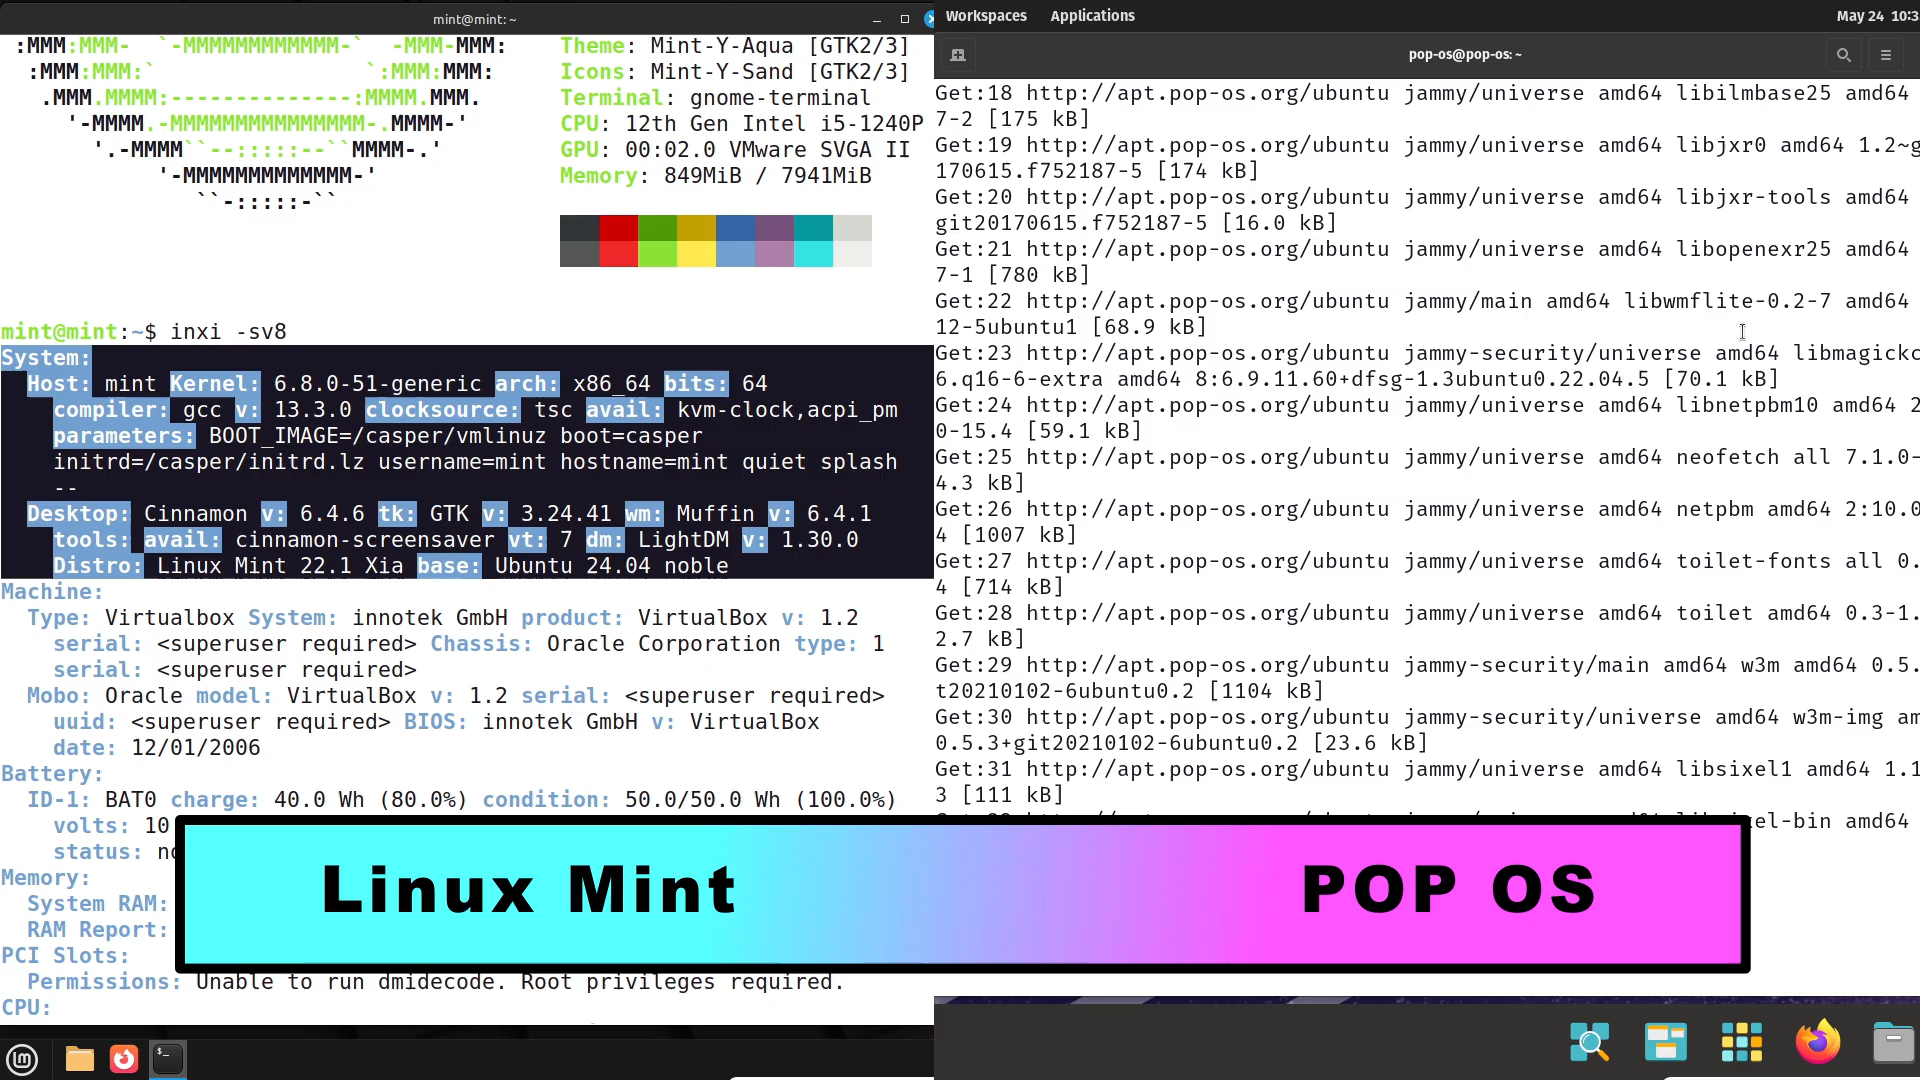 mint@mint: ~
:MMM:MMM-  `-MMMMMMMMMMMM-`  -MMM-MMM:
:MMM:MMM:`                `:MMM:MMM:
.MMM.MMMM:--------------:MMMM.MMM.
'-MMMM.-MMMMMMMMMMMMMMM-.MMMM-'
'.-MMMM``--:::::--``MMMM-.'
'-MMMMMMMMMMMMM-'
``-:::::-``
Theme: Mint-Y-Aqua [GTK2/3]
Icons: Mint-Y-Sand [GTK2/3]
Terminal: gnome-terminal
CPU: 12th Gen Intel i5-1240P
GPU: 00:02.0 VMware SVGA II
Memory: 849MiB / 7941MiB
mint@mint:~$ inxi -sv8
System:
Host: mint Kernel: 6.8.0-51-generic arch: x86_64 bits: 64
compiler: gcc v: 13.3.0 clocksource: tsc avail: kvm-clock,acpi_pm
parameters: BOOT_IMAGE=/casper/vmlinuz boot=casper
initrd=/casper/initrd.lz username=mint hostname=mint quiet splash
--
Desktop: Cinnamon v: 6.4.6 tk: GTK v: 3.24.41 wm: Muffin v: 6.4.1
tools: avail: cinnamon-screensaver vt: 7 dm: LightDM v: 1.30.0
Distro: Linux Mint 22.1 Xia base: Ubuntu 24.04 noble
Machine:
Type: Virtualbox System: innotek GmbH product: VirtualBox v: 1.2
serial: <superuser required> Chassis: Oracle Corporation type: 1
serial: <superuser required>
Mobo: Oracle model: VirtualBox v: 1.2 serial: <superuser required>
uuid: <superuser required> BIOS: innotek GmbH v: VirtualBox
date: 12/01/2006
Battery:
ID-1: BAT0 charge: 40.0 Wh (80.0%) condition: 50.0/50.0 Wh (100.0%)
volts: 10
status:
Memory:
System RAM:
RAM Report:
PCI Slots:
Permissions: Unable to run dmidecode. Root privileges required.
CPU:
Workspaces Applications
May 24 10:3
pop-os@pop-os: ~
Get:18 http://apt.pop-os.org/ubuntu jammy/universe amd64 libilmbase25 amd64
7-2 [175 kB]
Get:19 http://apt.pop-os.org/ubuntu jammy/universe amd64 libjxr0 amd64 1.2~g
170615.f752187-5 [174 kB]
Get:20 http://apt.pop-os.org/ubuntu jammy/universe amd64 libjxr-tools amd64
git20170615.f752187-5 [16.0 kB]
Get:21 http://apt.pop-os.org/ubuntu jammy/universe amd64 libopenexr25 amd64
7-1 [780 kB]
Get:22 http://apt.pop-os.org/ubuntu jammy/main amd64 libwmflite-0.2-7 amd64
12-5ubuntu1 [68.9 kB]
Get:23 http://apt.pop-os.org/ubuntu jammy-security/universe amd64 libmagickc
6.q16-6-extra amd64 8:6.9.11.60+dfsg-1.3ubuntu0.22.04.5 [70.1 kB]
Get:24 http://apt.pop-os.org/ubuntu jammy/universe amd64 libnetpbm10 amd64 2
0-15.4 [59.1 kB]
Get:25 http://apt.pop-os.org/ubuntu jammy/universe amd64 neofetch all 7.1.0-
4.3 kB]
Get:26 http://apt.pop-os.org/ubuntu jammy/universe amd64 netpbm amd64 2:10.0
4 [1007 kB]
Get:27 http://apt.pop-os.org/ubuntu jammy/universe amd64 toilet-fonts all 0.
4 [714 kB]
Get:28 http://apt.pop-os.org/ubuntu jammy/universe amd64 toilet amd64 0.3-1.
2.7 kB]
Get:29 http://apt.pop-os.org/ubuntu jammy-security/main amd64 w3m amd64 0.5.
t20210102-6ubuntu0.2 [1104 kB]
Get:30 http://apt.pop-os.org/ubuntu jammy-security/universe amd64 w3m-img am
0.5.3+git20210102-6ubuntu0.2 [23.6 kB]
Get:31 http://apt.pop-os.org/ubuntu jammy/universe amd64 libsixel1 amd64 1.1
3 [111 kB]
el-bin amd64
Linux Mint
POP OS